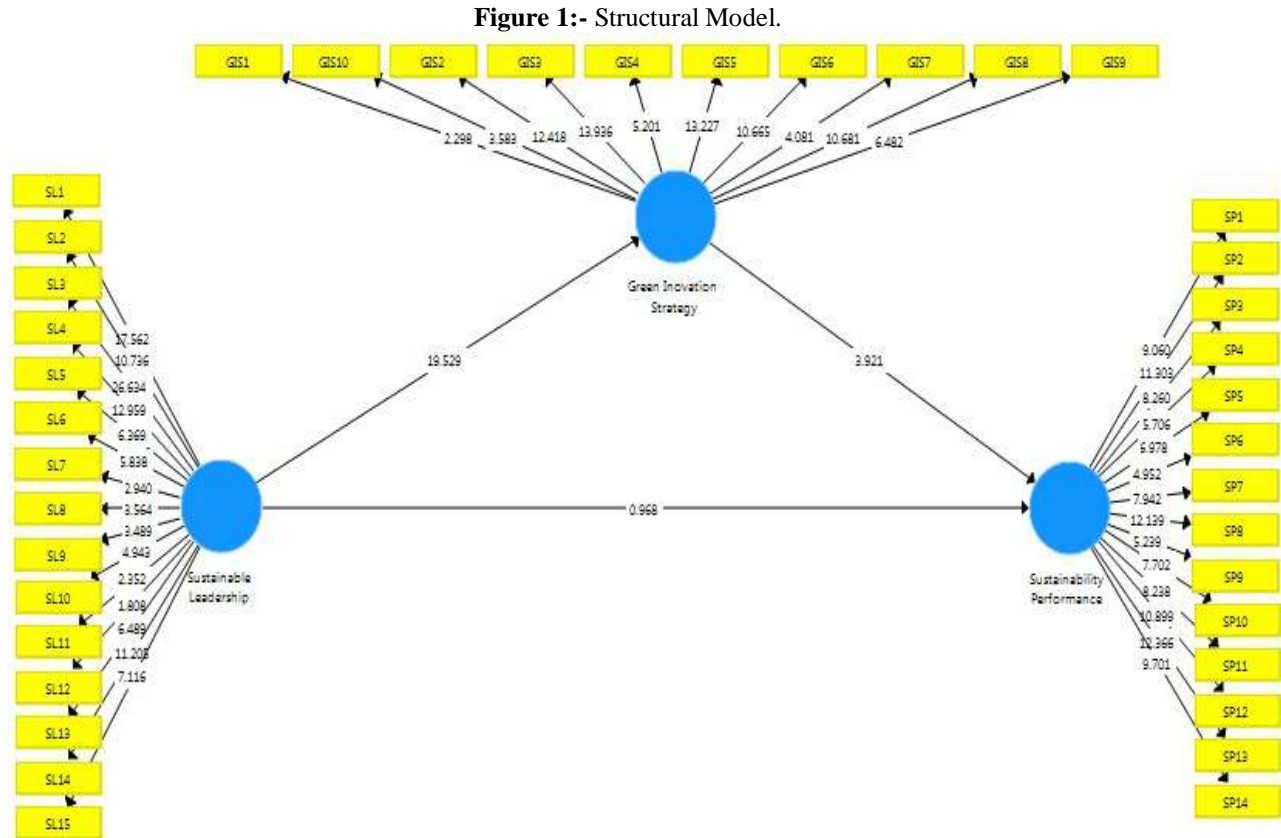 Figure 1:- Structural Model.
GIS1 GIS10 GIS2 GIS3 GIS4 GIS5 GIS6 GIS7 GIS8 GIS9
2.298 3.583 12.418 13.936 5.201 13.227 10.665 4.081 10.681 6.482
Green Inovation
Strategy
SL1
SL2
SL3
SL4
SL5
SL6
SL7
SL8
SL9
SL10
SL11
SL12
SL13
SL14
SL15
17.562
10.736
26.634
12.959
6.369
5.838
2.940
3.564
3.489
4.943
2.352
1.808
6.489
11.205
7.116
Sustainable
Leadership
19.529
3.921
0.968
Sustainability
Performance
9.060
11.303
8.260
5.706
6.978
4.952
7.942
12.139
5.239
7.702
8.238
10.899
12.366
9.701
SP1
SP2
SP3
SP4
SP5
SP6
SP7
SP8
SP9
SP10
SP11
SP12
SP13
SP14